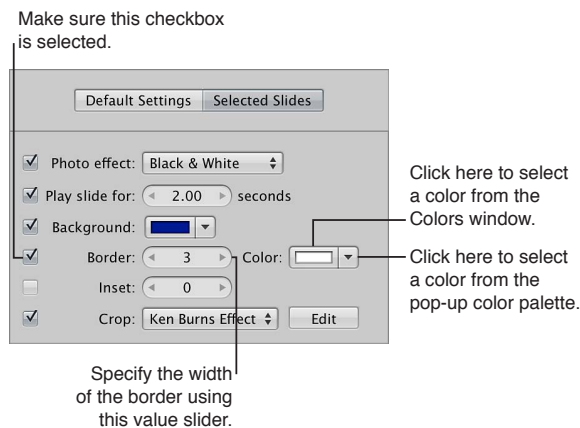 Make sure this checkbox
is selected.
Default Settings Selected Slides
Photo effect: Black & White
Play slide for: 2.00 seconds
Background:
Border: 3 Color:
Inset: 0
Crop: Ken Burns Effect Edit
Click here to select
a color from the
Colors window.
Click here to select
a color from the
pop-up color palette.
Specify the width
of the border using
this value slider.